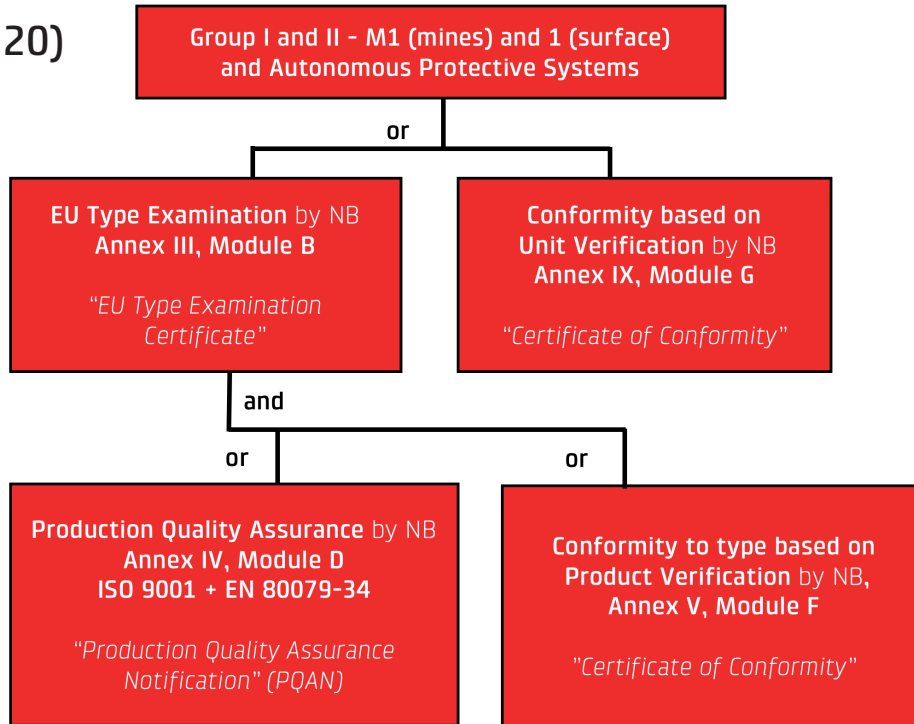 20)
Group I and II - M1 (mines) and 1 (surface)
and Autonomous Protective Systems
or
EU Type Examination by NB
Annex III, Module B
“EU Type Examination
Certificate”
Conformity based on
Unit Verification by NB
Annex IX, Module G
“Certificate of Conformity”
and
or
or
Production Quality Assurance by NB
Annex IV, Module D
ISO 9001 + EN 80079-34
“Production Quality Assurance
Notification” (PQAN)
Conformity to type based on
Product Verification by NB,
Annex V, Module F
”Certificate of Conformity”